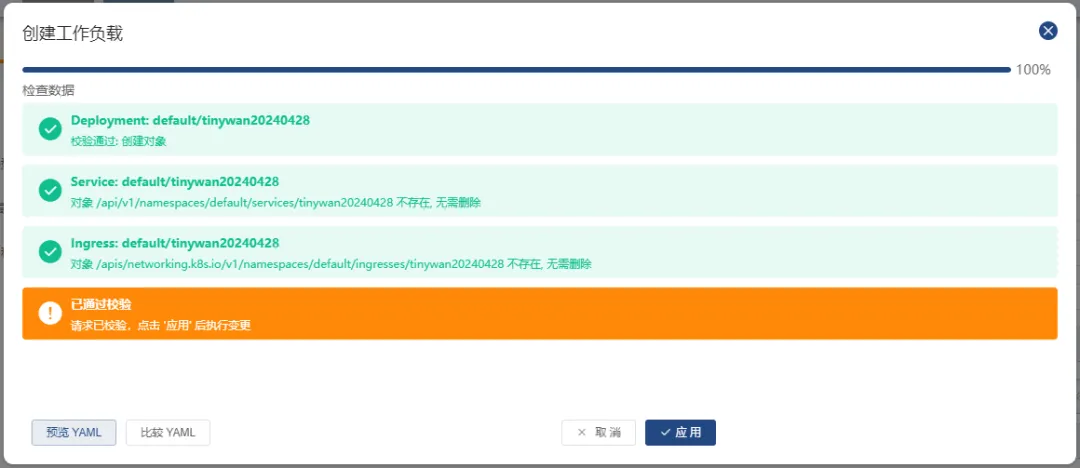 创建工作负载
100%
检查数据
Deployment: default/tinywan20240428
校验通过: 创建对象
Service: default/tinywan20240428
对象 /api/v1/namespaces/default/services/tinywan20240428 不存在, 无需删除
Ingress: default/tinywan20240428
对象 /apis/networking.k8s.io/v1/namespaces/default/ingresses/tinywan20240428 不存在, 无需删除
已通过校验
请求已校验，点击 '应用' 后执行变更
预览 YAML
比较 YAML
取 消
应 用